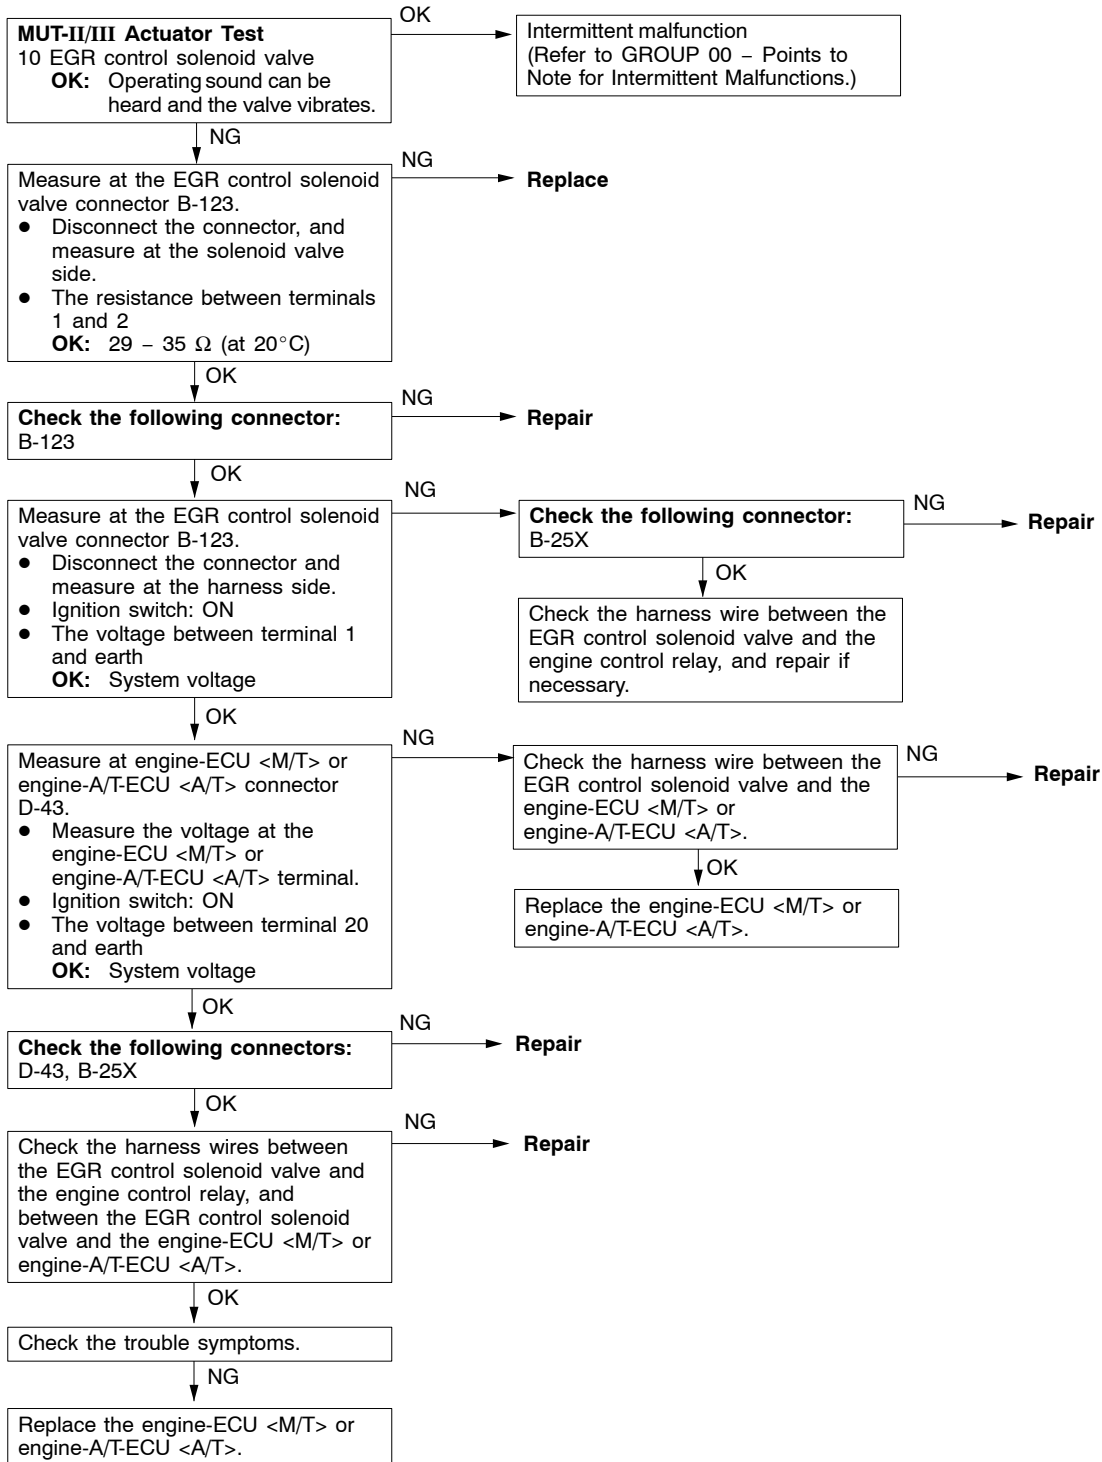 MUT-II/III Actuator Test
10 EGR control solenoid valve
OK: Operating sound can be
heard and the valve vibrates.
OK
Intermittent malfunction
(Refer to GROUP 00 – Points to
Note for Intermittent Malfunctions.)
NG
Measure at the EGR control solenoid
valve connector B-123.
● Disconnect the connector, and
measure at the solenoid valve
side.
● The resistance between terminals
1 and 2
OK: 29 – 35 Ω (at 20°C)
NG
Replace
OK
Check the following connector:
B-123
NG
Repair
OK
Measure at the EGR control solenoid
valve connector B-123.
● Disconnect the connector and
measure at the harness side.
● Ignition switch: ON
● The voltage between terminal 1
and earth
OK: System voltage
NG
Check the following connector:
B-25X
NG
Repair
OK
Check the harness wire between the
EGR control solenoid valve and the
engine control relay, and repair if
necessary.
OK
Measure at engine-ECU <M/T> or
engine-A/T-ECU <A/T> connector
D-43.
● Measure the voltage at the
engine-ECU <M/T> or
engine-A/T-ECU <A/T> terminal.
● Ignition switch: ON
● The voltage between terminal 20
and earth
OK: System voltage
NG
Check the harness wire between the
EGR control solenoid valve and the
engine-ECU <M/T> or
engine-A/T-ECU <A/T>.
NG
Repair
OK
Replace the engine-ECU <M/T> or
engine-A/T-ECU <A/T>.
OK
Check the following connectors:
D-43, B-25X
NG
Repair
OK
Check the harness wires between
the EGR control solenoid valve and
the engine control relay, and
between the EGR control solenoid
valve and the engine-ECU <M/T> or
engine-A/T-ECU <A/T>.
NG
Repair
OK
Check the trouble symptoms.
NG
Replace the engine-ECU <M/T> or
engine-A/T-ECU <A/T>.